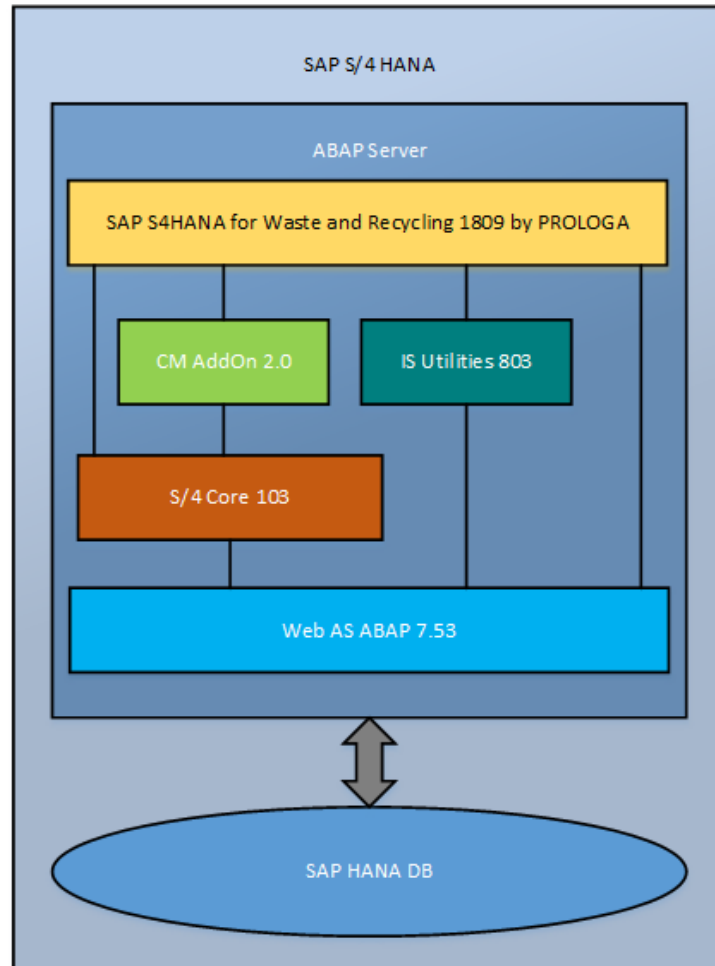 SAP S/4 HANA
ABAP Server
SAP S4HANA for Waste and Recycling 1809 by PROLOGA
CM AddOn 2.0
IS Utilities 803
S/4 Core 103
Web AS ABAP 7.53
SAP HANA DB